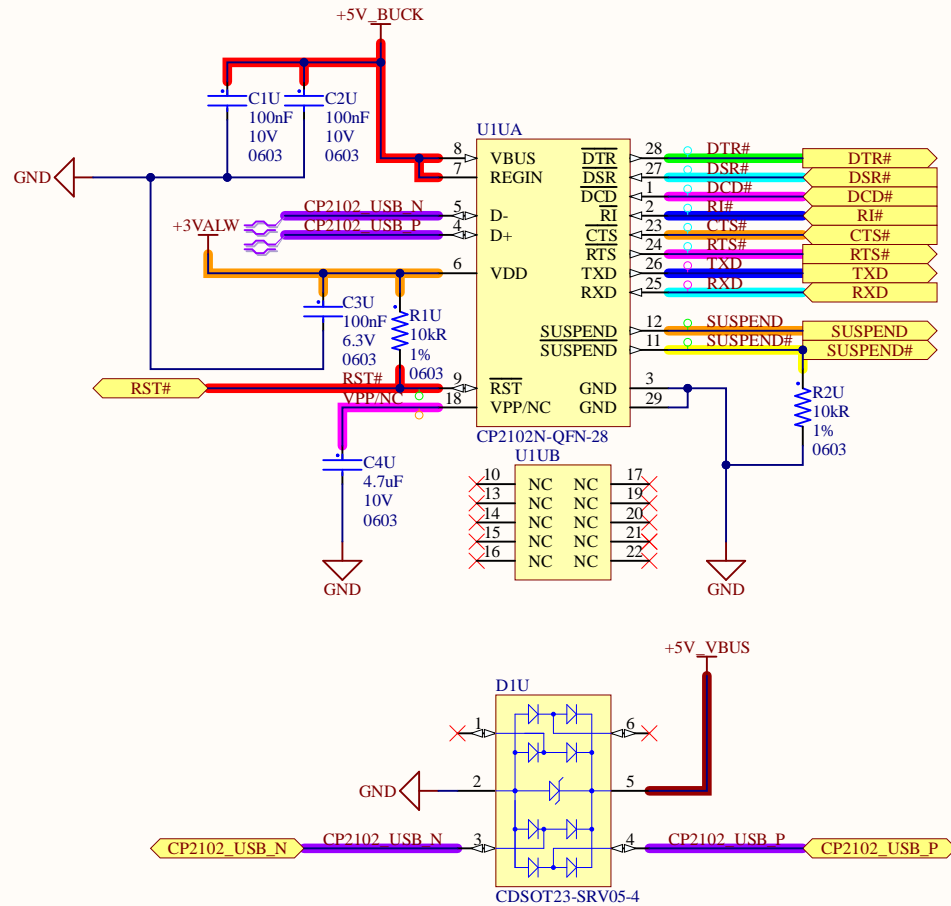 +5V_BUCK
C1U
100nF
10V
0603
C2U
100nF
10V
0603
GND
U1UA
8 VBUS
7 REGIN
CP2102_USB_N 5 D-
CP2102_USB_P 4 D+
+3VALW
6 VDD
C3U
100nF
6.3V
0603
R1U
10kR
1%
0603
RST# RST# 9 RST
VPP/NC 18 VPP/NC
C4U
4.7uF
10V
0603
GND
DTR 28 DTR# DTR#
DSR 27 DSR# DSR#
DCD 1 DCD# DCD#
RI 2 RI# RI#
CTS 23 CTS# CTS#
RTS 24 RTS# RTS#
TXD 26 TXD TXD
RXD 25 RXD RXD
SUSPEND 12 SUSPEND SUSPEND
SUSPEND 11 SUSPEND# SUSPEND#
GND 3
GND 29
R2U
10kR
1%
0603
GND
CP2102N-QFN-28
U1UB
10 NC NC 17
13 NC NC 19
14 NC NC 20
15 NC NC 21
16 NC NC 22
+5V_VBUS
D1U
1 6
GND 2 5
CP2102_USB_N CP2102_USB_N 3 4 CP2102_USB_P CP2102_USB_P
CDSOT23-SRV05-4